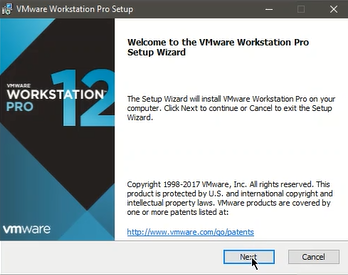 VMware Workstation Pro Setup
Welcome to the VMware Workstation Pro
Setup Wizard
VMWARE
WORKSTATION
PRO
12
The Setup Wizard will install VMware Workstation Pro on your
computer. Click Next to continue or Cancel to exit the Setup
Wizard.
Copyright 1998-2017 VMware, Inc. All rights reserved. This
product is protected by U.S. and international copyright and
intellectual property laws. VMware products are covered by
one or more patents listed at:
http://www.vmware.com/go/patents
vmware
Next
Cancel